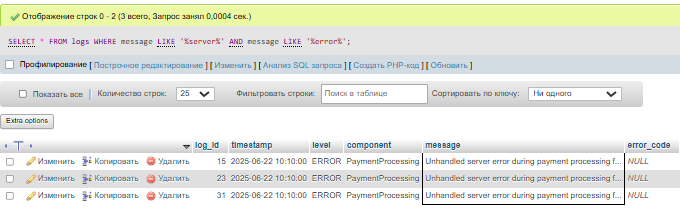 Отображение строк 0 - 2 (3 всего, Запрос занял 0,0004 сек.)
SELECT * FROM logs WHERE message LIKE '%server%' AND message LIKE '%error%';
Профилирование [ Построчное редактирование ] [ Изменить ] [ Анализ SQL запроса ] [ Создать PHP-код ] [ Обновить ]
Показать все Количество строк: 25 Фильтровать строки: Поиск в таблице Сортировать по ключу: Ни одного
Extra options
log_id timestamp level component message error_code
Изменить Копировать Удалить 15 2025-06-22 10:10:00 ERROR PaymentProcessing Unhandled server error during payment processing f... NULL
Изменить Копировать Удалить 23 2025-06-22 10:10:00 ERROR PaymentProcessing Unhandled server error during payment processing f... NULL
Изменить Копировать Удалить 31 2025-06-22 10:10:00 ERROR PaymentProcessing Unhandled server error during payment processing f... NULL